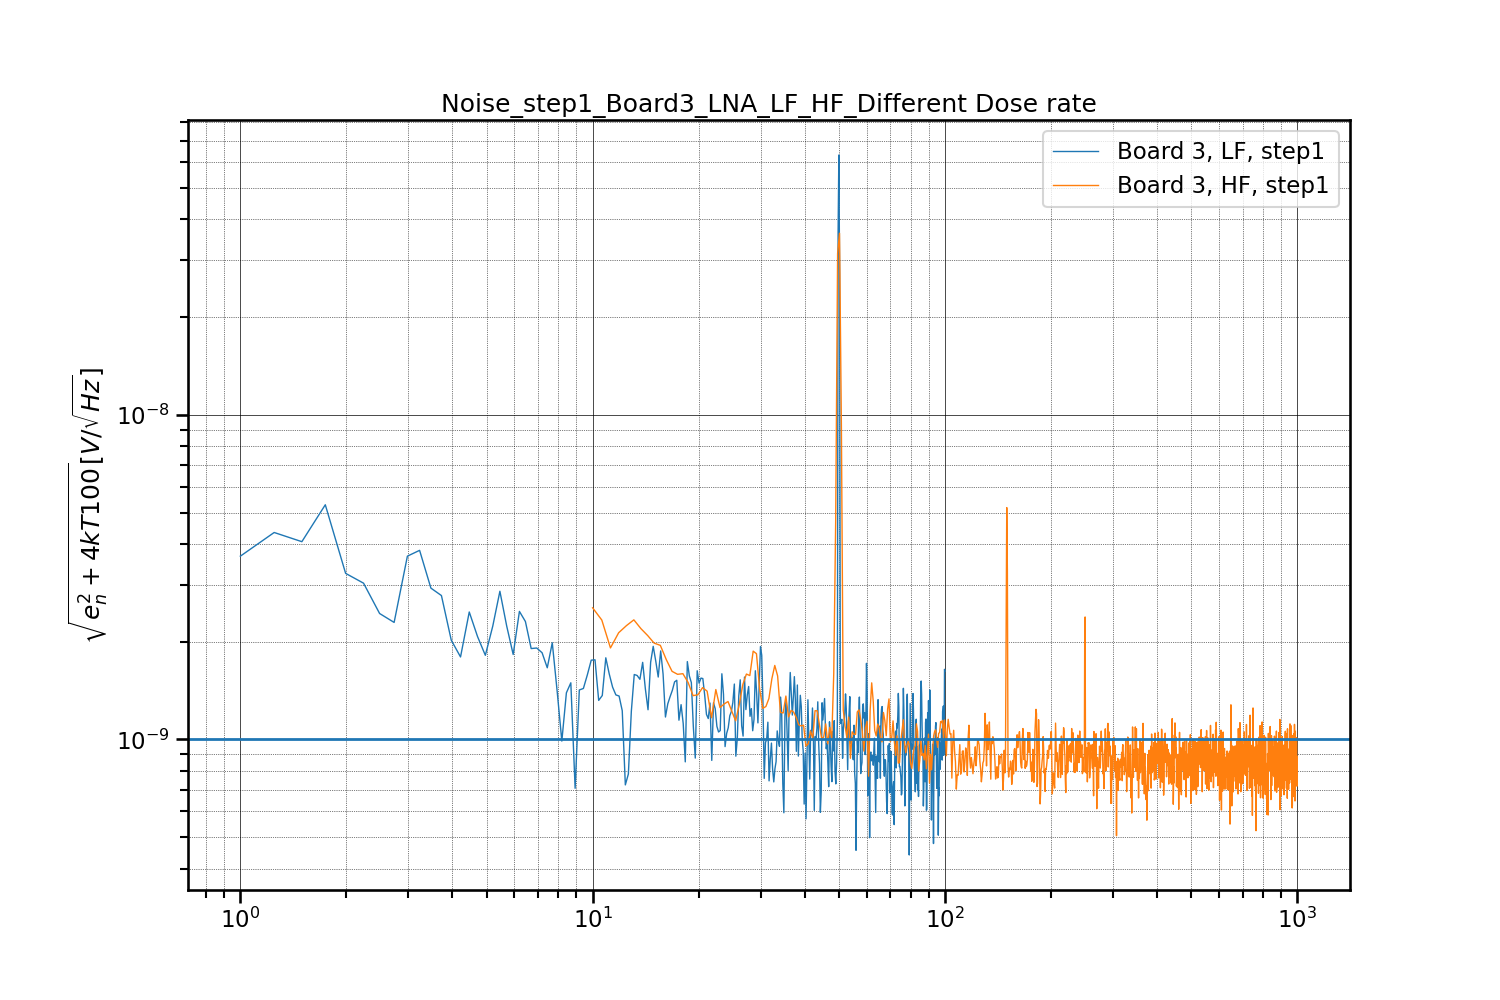 Noise_step1_Board3_LNA_LF_HF_Different Dose rate
Board 3, LF, step1
Board 3, HF, step1
√e_n^2 + 4kT100 [V/√Hz]
10^-8
10^-9
10^0
10^1
10^2
10^3